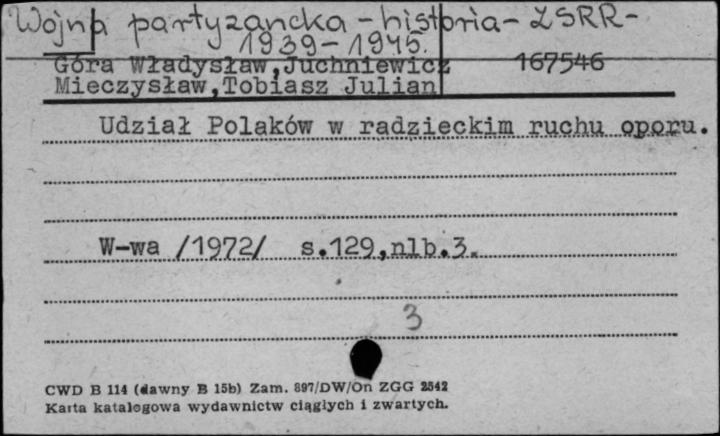 Wojna partyzancka - historia - ZSRR -
1939 - 1945.
Góra Władysław,Juchniewicz 167546
Mieczysław,Tobiasz Julian
Udział Polaków w radzieckim ruchu oporu.
W-wa /1972/ s.129,nlb.3.
3
CWD B 114 (dawny B 15b) Zam. 897/DW/On ZGG 2542
Karta katalogowa wydawnictw ciągłych i zwartych.